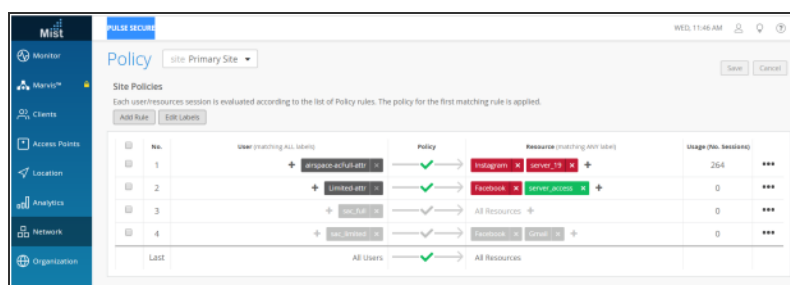 Mist
PULSE SECURE
WED, 11:46 AM
Monitor
Policy
site Primary Site
Save
Cancel
Marvis™
Site Policies
Each user/resources session is evaluated according to the list of Policy rules. The policy for the first matching rule is applied.
Clients
Add Rule
Edit Labels
Access Points
No. User (matching ALL labels) Policy Resource (matching ANY label) Usage (No. Sessions)
1 + airspace-aclfull-attr × Instagram × server_19 × + 264 •••
Location
2 + Limited-attr × Facebook × server_access × + 0 •••
Analytics
3 + sac_full × All Resources + 0 •••
Network
4 + sac_limited × Facebook × Gmail × + 0 •••
Organization
Last All Users All Resources